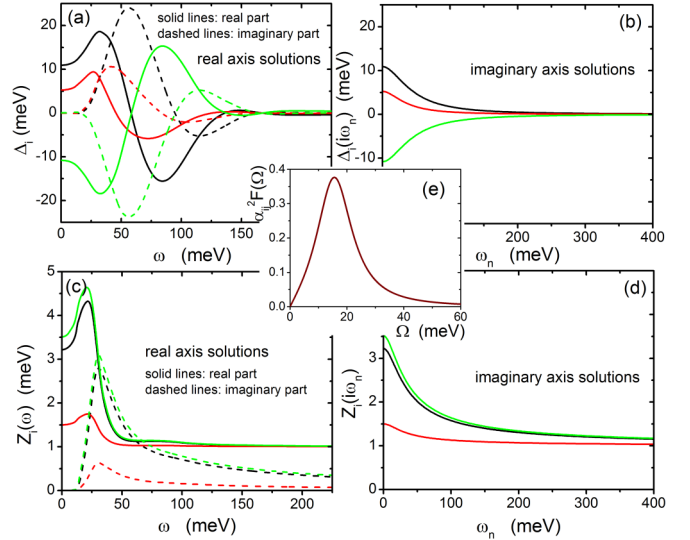 (a)
solid lines: real part
dashed lines: imaginary part
real axis solutions
Δi (meV)
20
10
0
-10
-20
0
50
100
150
200
ω (meV)
(b)
imaginary axis solutions
Δi(iωn) (meV)
20
10
0
-10
200
300
400
ωn (meV)
(e)
αij²F(Ω)
0.4
0.3
0.2
0.1
0.0
0
20
40
60
Ω (meV)
(c)
real axis solutions
solid lines: real part
dashed lines: imaginary part
Zi(ω) (meV)
5
4
3
2
1
0
0
50
100
150
200
ω (meV)
(d)
imaginary axis solutions
Zi(iωn)
3
2
1
0
0
100
200
300
400
ωn (meV)